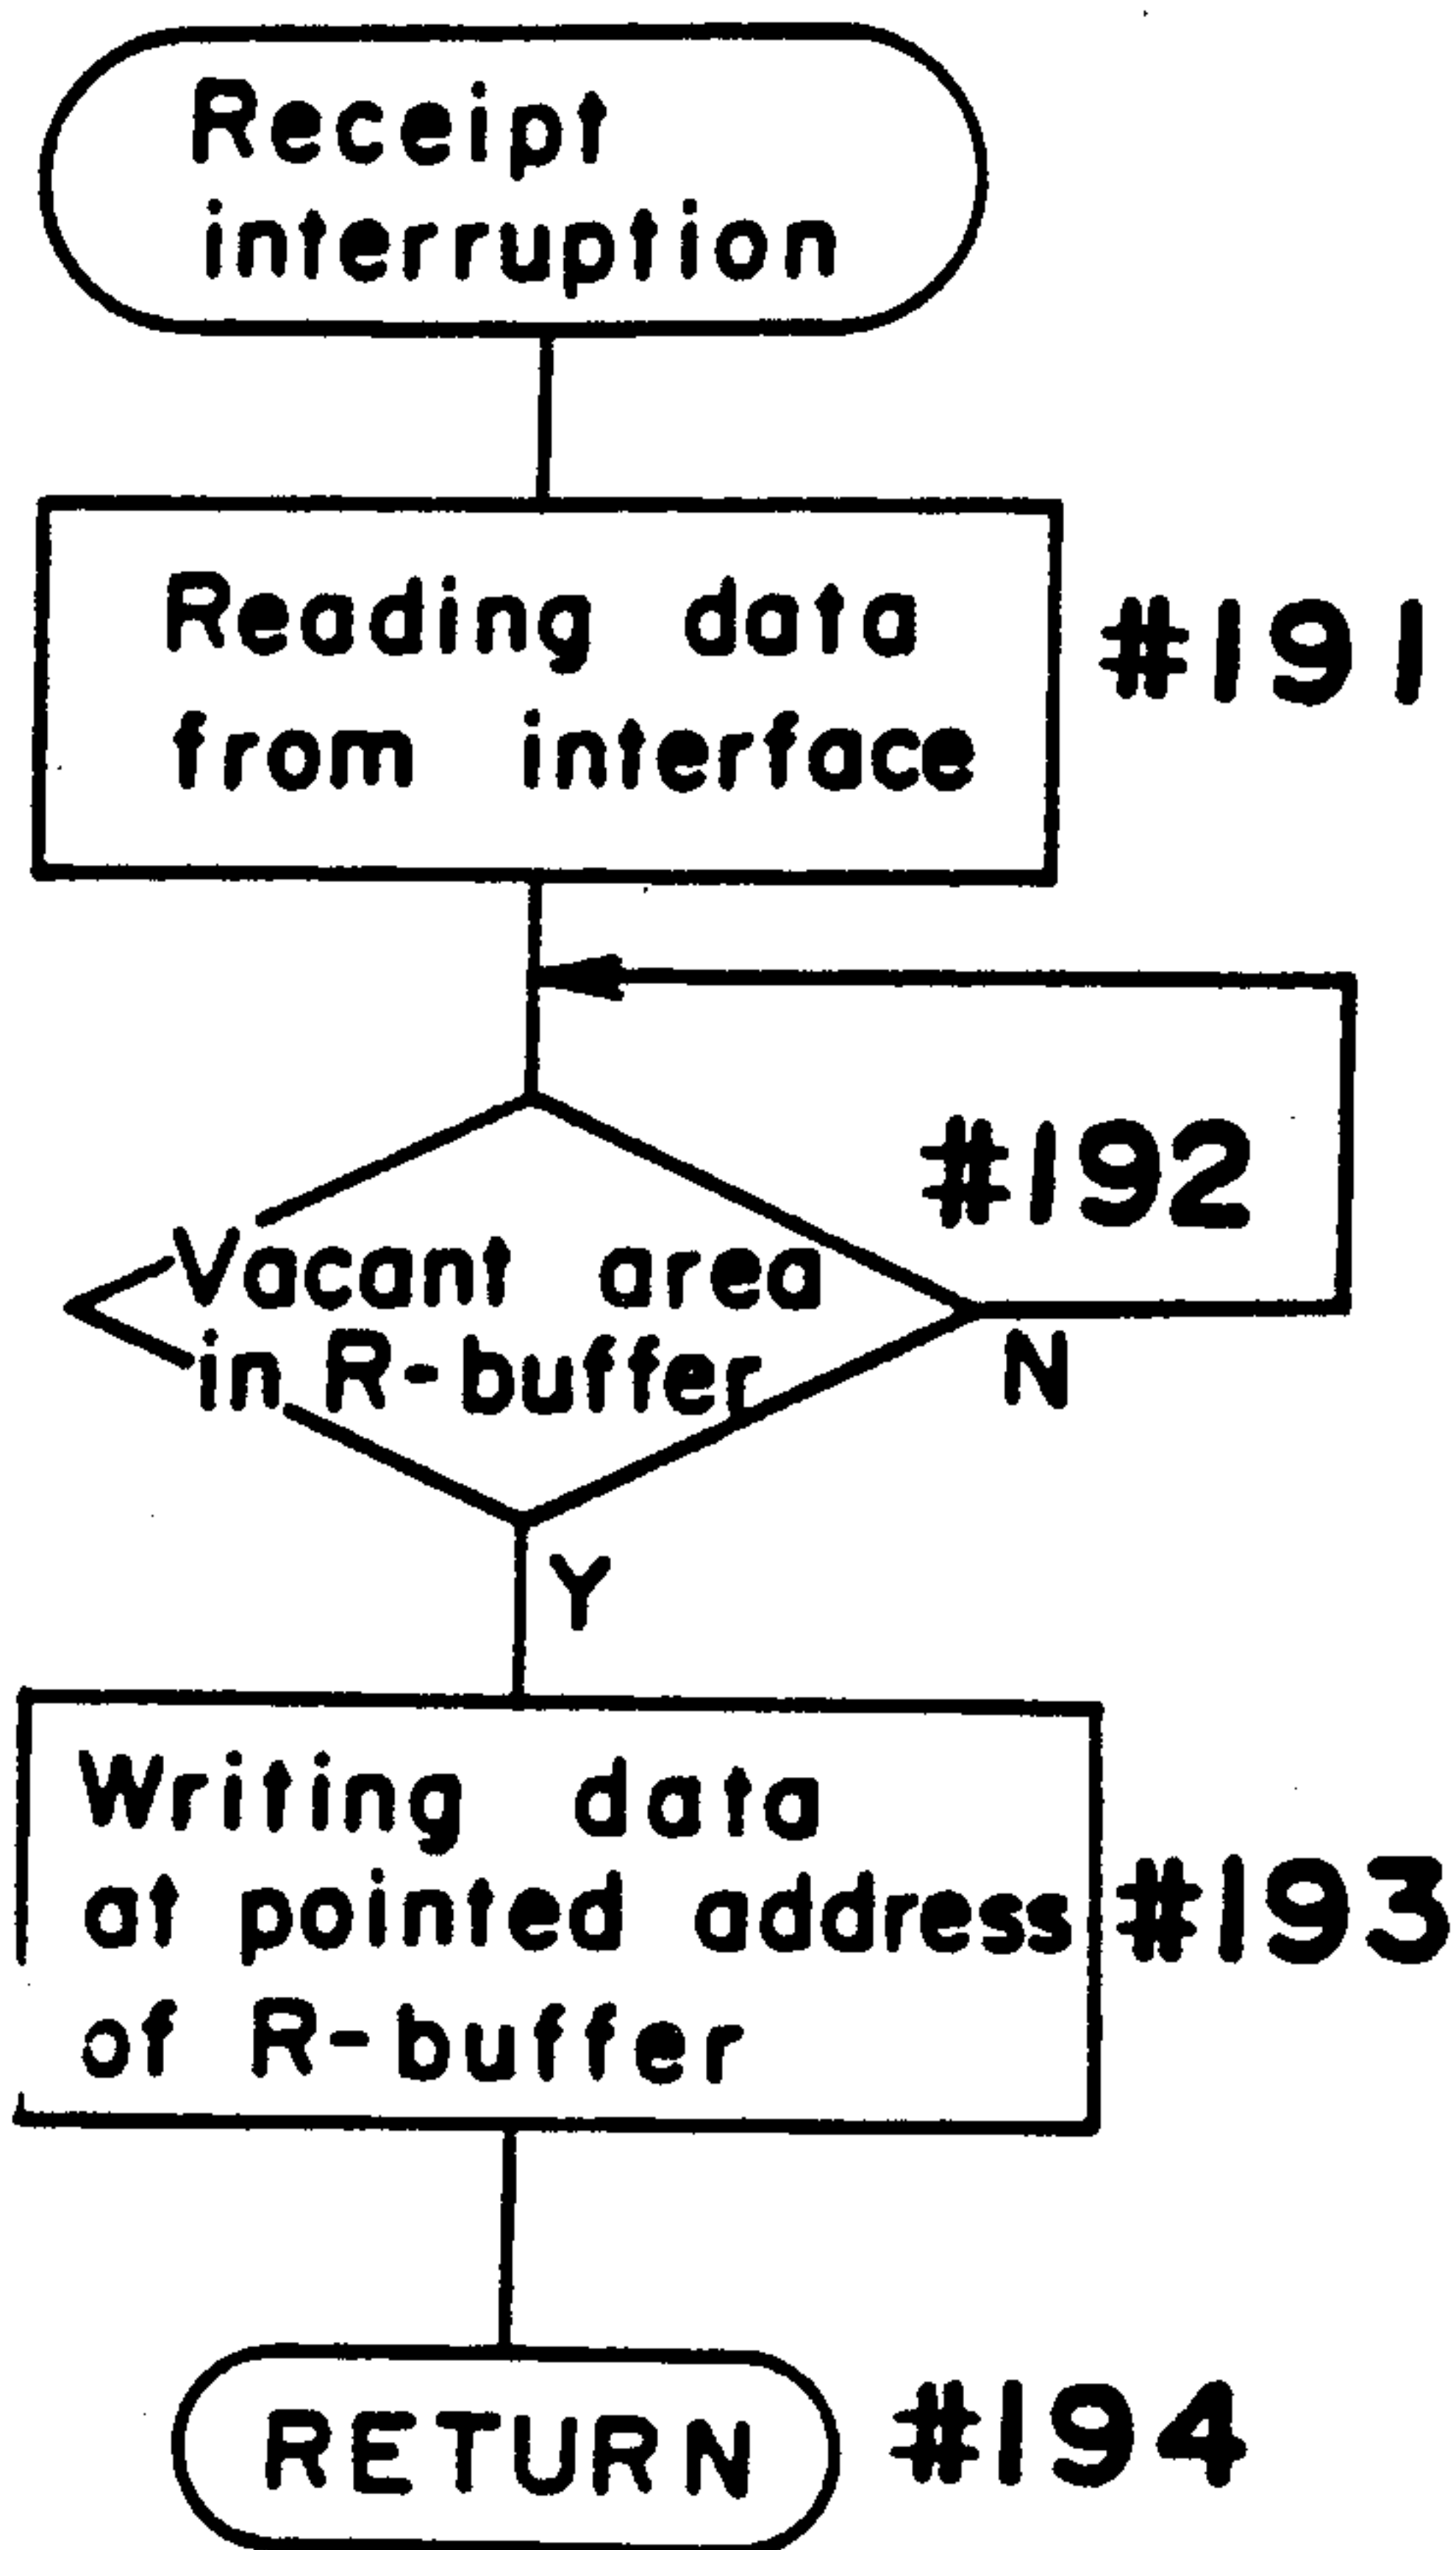 Receipt
interruption
Reading data
from interface
#191
#192
Vacant area
in R-buffer
N
Y
Writing data
at pointed address
of R-buffer
#193
RETURN
#194